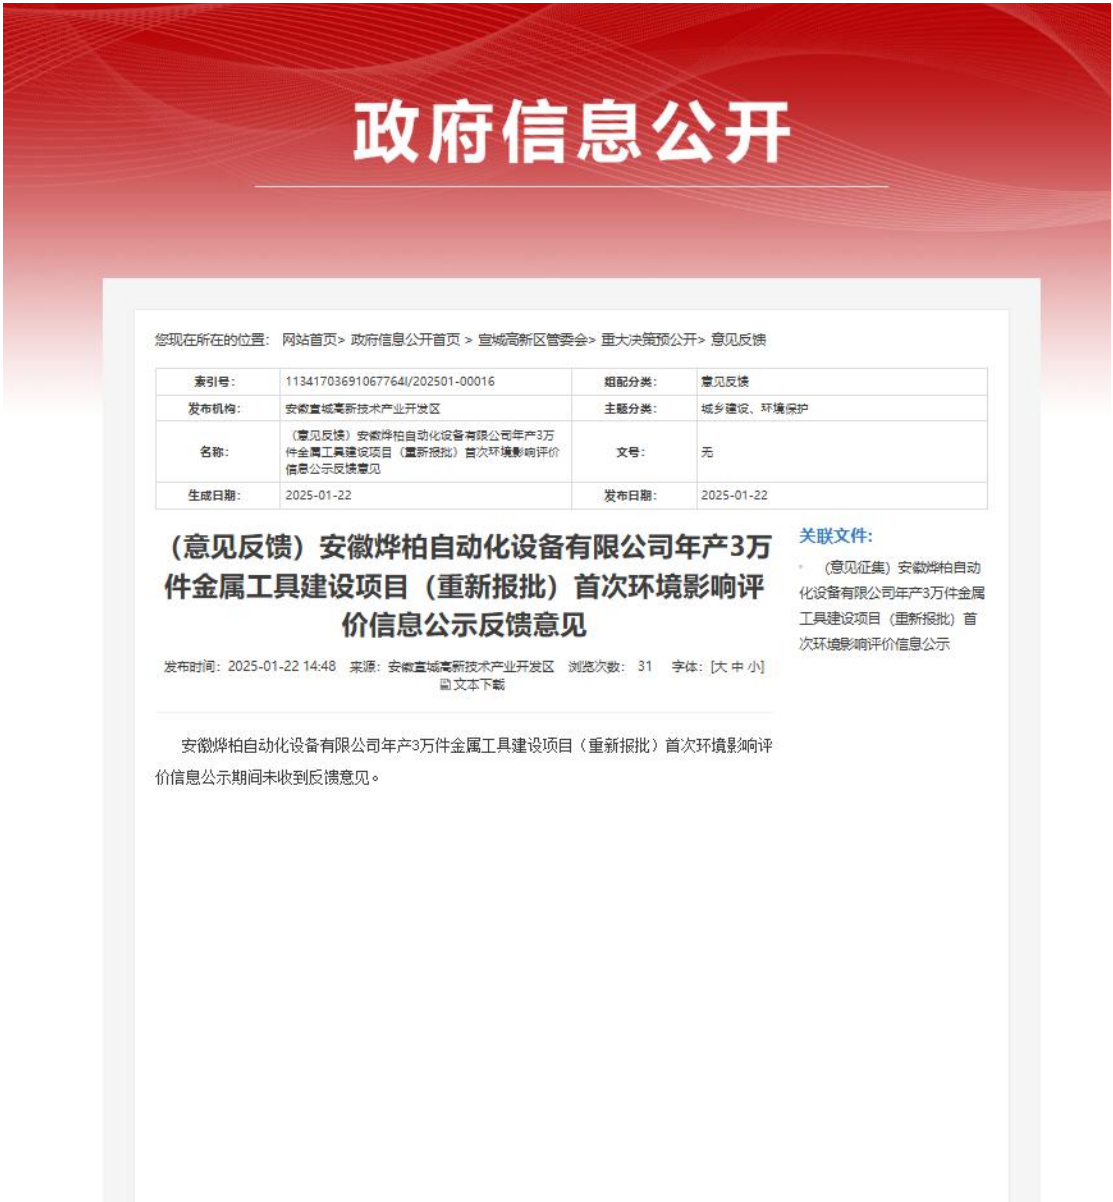 政府信息公开
您现在所在的位置： 网站首页> 政府信息公开首页 > 宣城高新区管委会> 重大决策预公开> 意见反馈
索引号： 11341703691067764I/202501-00016 组配分类： 意见反馈
发布机构： 安徽宣城高新技术产业开发区 主题分类： 城乡建设、环境保护
名称： （意见反馈）安徽烨柏自动化设备有限公司年产3万
件金属工具建设项目（重新报批）首次环境影响评价
信息公示反馈意见
文号： 无
生成日期： 2025-01-22 发布日期： 2025-01-22
（意见反馈）安徽烨柏自动化设备有限公司年产3万
件金属工具建设项目（重新报批）首次环境影响评
价信息公示反馈意见
发布时间：2025-01-22 14:48 来源：安徽宣城高新技术产业开发区 浏览次数： 31 字体：[大 中 小]
文本下载
安徽烨柏自动化设备有限公司年产3万件金属工具建设项目（重新报批）首次环境影响评
价信息公示期间未收到反馈意见。
关联文件:
（意见征集）安徽烨柏自动
化设备有限公司年产3万件金属
工具建设项目（重新报批）首
次环境影响评价信息公示